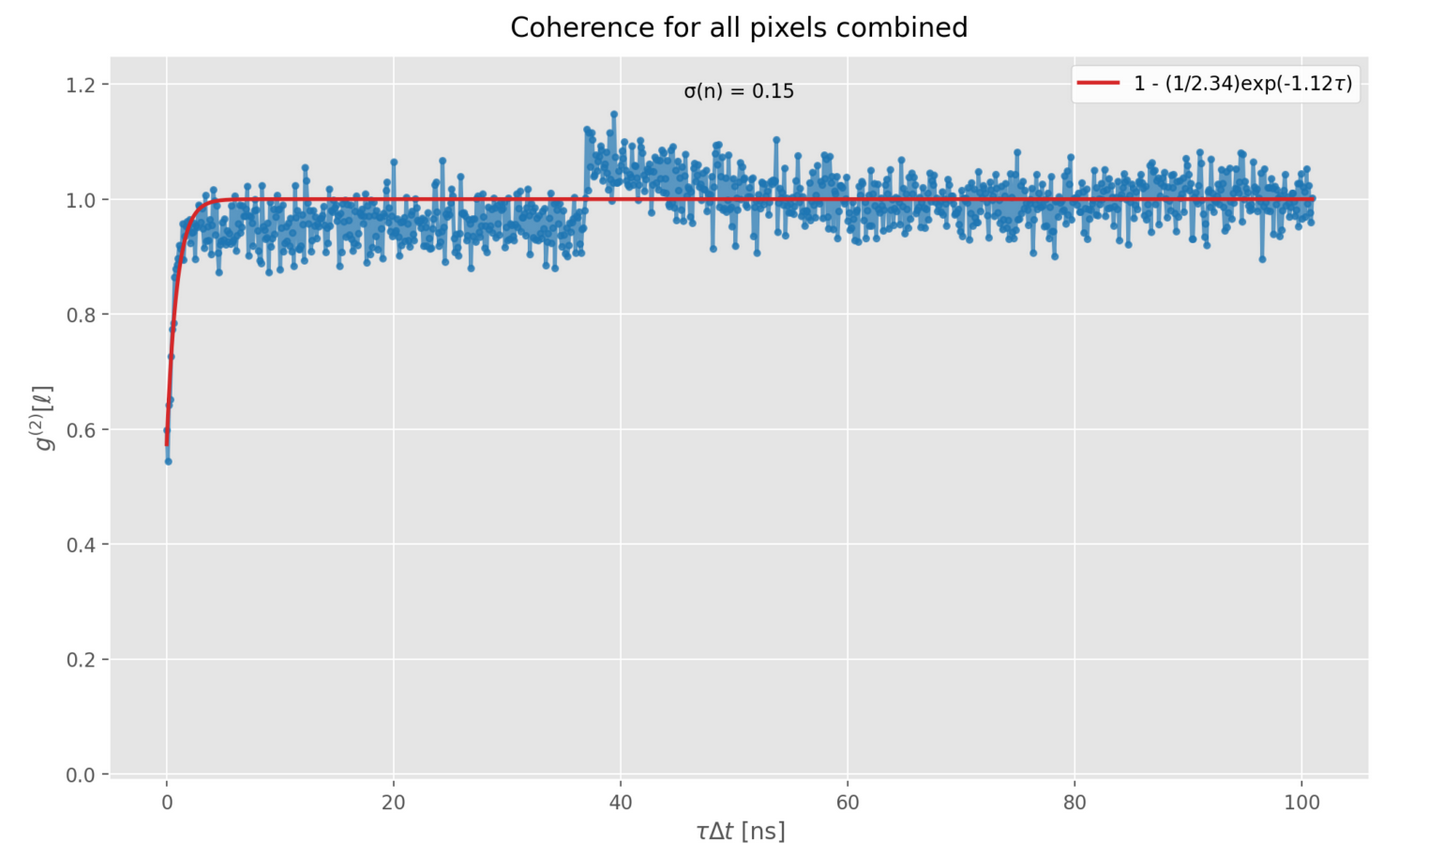 Coherence for all pixels combined
σ(n) = 0.15
1 - (1/2.34)exp(-1.12τ)
1.2
1.0
0.8
0.6
0.4
0.2
0.0
g⁽²⁾[ℓ]
0 20 40 60 80 100
τΔt [ns]